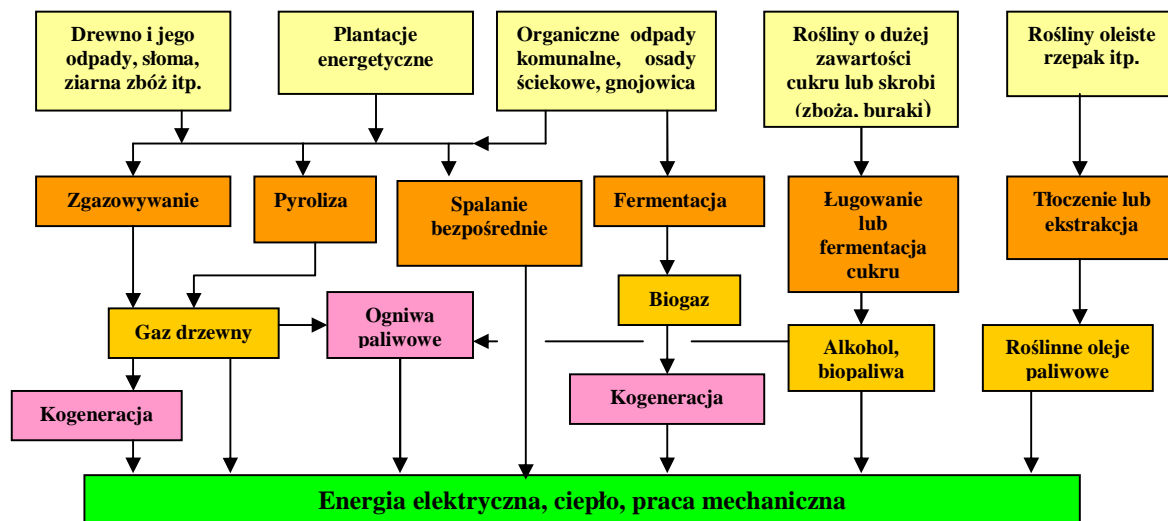 Drewno i jego
odpady, słoma,
ziarna zbóż itp.
Plantacje
energetyczne
Organiczne odpady
komunalne, osady
ściekowe, gnojowica
Rośliny o dużej
zawartości
cukru lub skrobi
(zboża, buraki)
Rośliny oleiste
rzepak itp.
Zgazowywanie
Pyroliza
Spalanie
bezpośrednie
Fermentacja
Ługowanie
lub
fermentacja
cukru
Tłoczenie lub
ekstrakcja
Biogaz
Gaz drzewny
Ogniwa
paliwowe
Alkohol,
biopaliwa
Roślinne oleje
paliwowe
Kogeneracja
Kogeneracja
Energia elektryczna, ciepło, praca mechaniczna